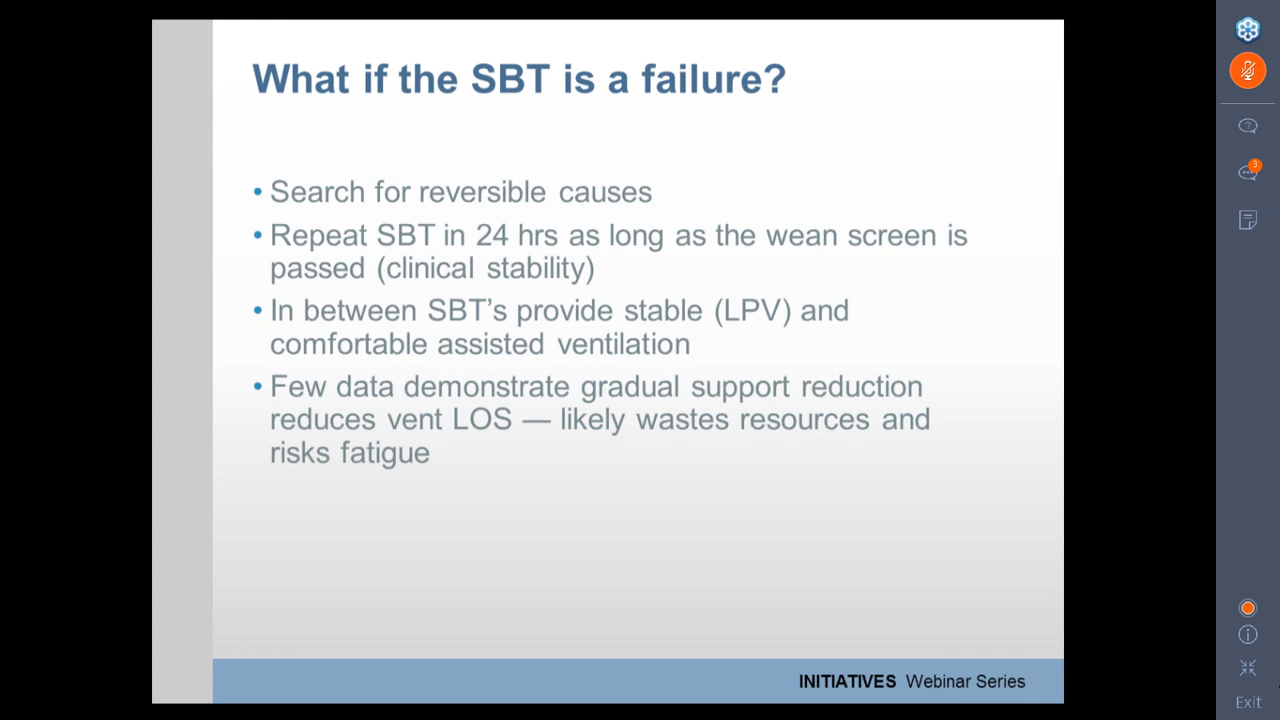 What if the SBT is a failure?
• Search for reversible causes
• Repeat SBT in 24 hrs as long as the wean screen is
passed (clinical stability)
• In between SBT’s provide stable (LPV) and
comfortable assisted ventilation
• Few data demonstrate gradual support reduction
reduces vent LOS — likely wastes resources and
risks fatigue
INITIATIVES Webinar Series
3
Exit